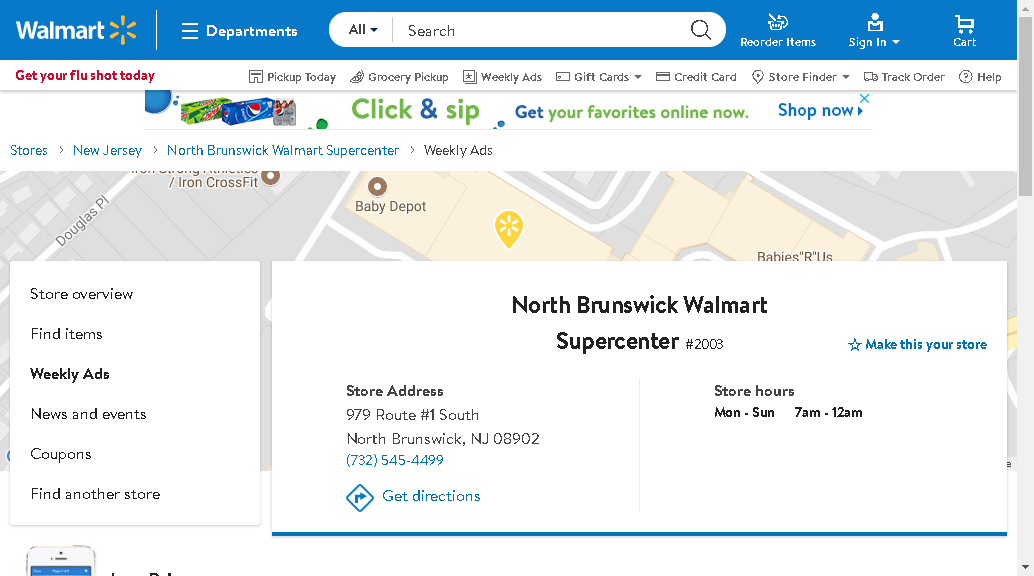 Walmart
Departments
All
Search
Reorder Items
Sign In
Cart
Get your flu shot today
Pickup Today
Grocery Pickup
Weekly Ads
Gift Cards
Credit Card
Store Finder
Track Order
Help
Click & sip
Get your favorites online now.
Shop now
Stores
New Jersey
North Brunswick Walmart Supercenter
Weekly Ads
Iron Strong Athletics
/ Iron CrossFit
Baby Depot
Douglas Pl
Babies"R"Us
Store overview
Find items
Weekly Ads
News and events
Coupons
Find another store
North Brunswick Walmart
Supercenter #2003
Make this your store
Store Address
979 Route #1 South
North Brunswick, NJ 08902
(732) 545-4499
Get directions
Store hours
Mon - Sun 7am - 12am